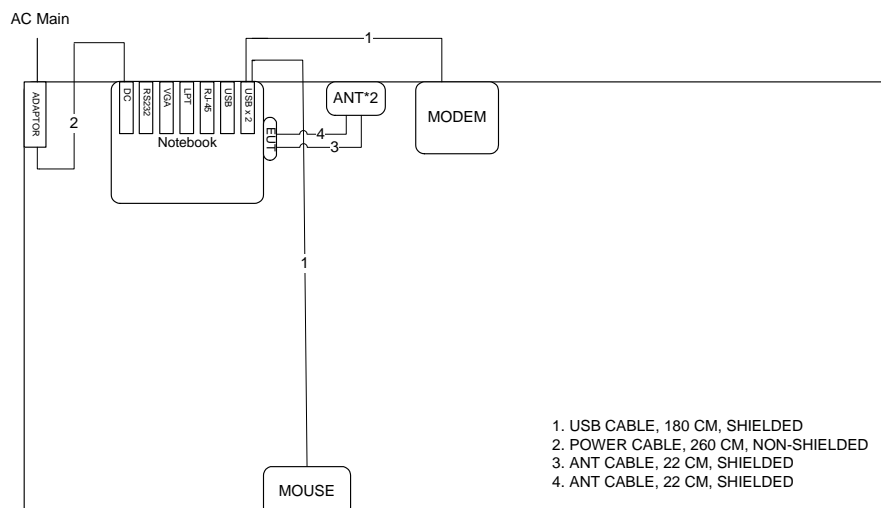 AC Main
1
ADAPTOR
2
DC
RS232
VGA
LPT
RJ-45
USB
USB x 2
Notebook
EUT
4
3
ANT*2
MODEM
1
MOUSE
1. USB CABLE, 180 CM, SHIELDED
2. POWER CABLE, 260 CM, NON-SHIELDED
3. ANT CABLE, 22 CM, SHIELDED
4. ANT CABLE, 22 CM, SHIELDED